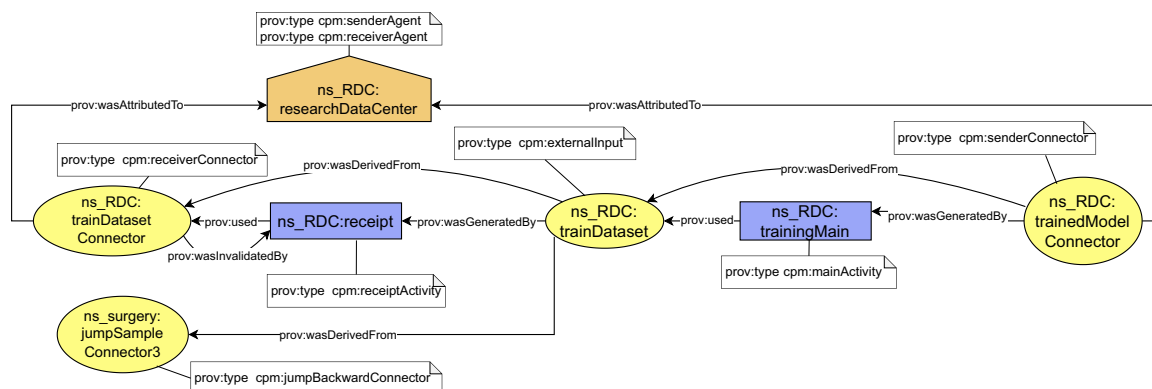 prov:type cpm:senderAgent
prov:type cpm:receiverAgent
ns_RDC:
researchDataCenter
prov:wasAttributedTo
prov:wasAttributedTo
prov:type cpm:receiverConnector
prov:type cpm:externalInput
prov:type cpm:senderConnector
prov:wasDerivedFrom
prov:wasDerivedFrom
ns_RDC:
trainDataset
Connector
prov:used
ns_RDC:receipt
prov:wasGeneratedBy
ns_RDC:
trainDataset
prov:used
ns_RDC:
trainingMain
prov:wasGeneratedBy
ns_RDC:
trainedModel
Connector
prov:wasInvalidatedBy
prov:type cpm:receiptActivity
prov:type cpm:mainActivity
ns_surgery:
jumpSample
Connector3
prov:wasDerivedFrom
prov:type cpm:jumpBackwardConnector